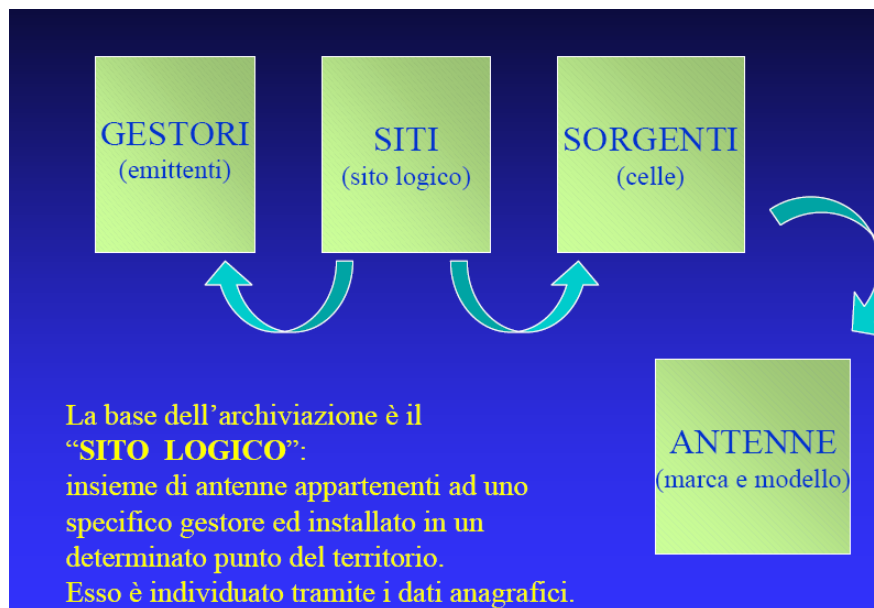 GESTORI
(emittenti)
SITI
(sito logico)
SORGENTI
(celle)
ANTENNE
(marca e modello)
La base dell’archiviazione è il
“SITO LOGICO”:
insieme di antenne appartenenti ad uno
specifico gestore ed installato in un
determinato punto del territorio.
Esso è individuato tramite i dati anagrafici.